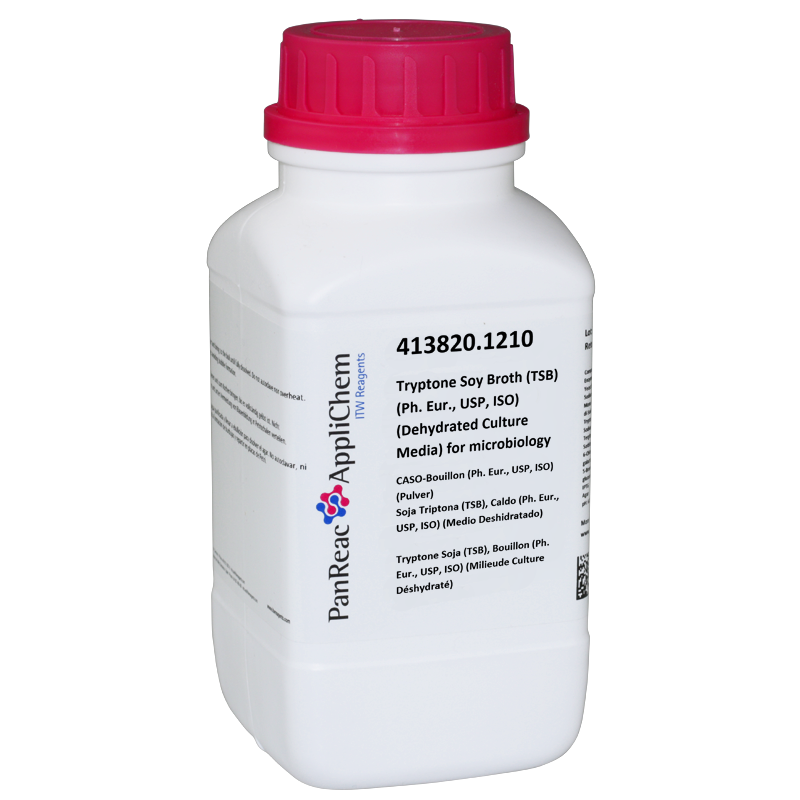 413820.1210
Tryptone Soy Broth (TSB)
(Ph. Eur., USP, ISO)
(Dehydrated Culture
Media) for microbiology
CASO-Bouillon (Ph. Eur., USP, ISO)
(Pulver)
Soja Triptona (TSB), Caldo (Ph. Eur.,
USP, ISO) (Medio Deshidratado)
Tryptone Soja (TSB), Bouillon (Ph.
Eur., USP, ISO) (Milieude Culture
Déshydraté)
PanReac AppliChem
ITW Reagents